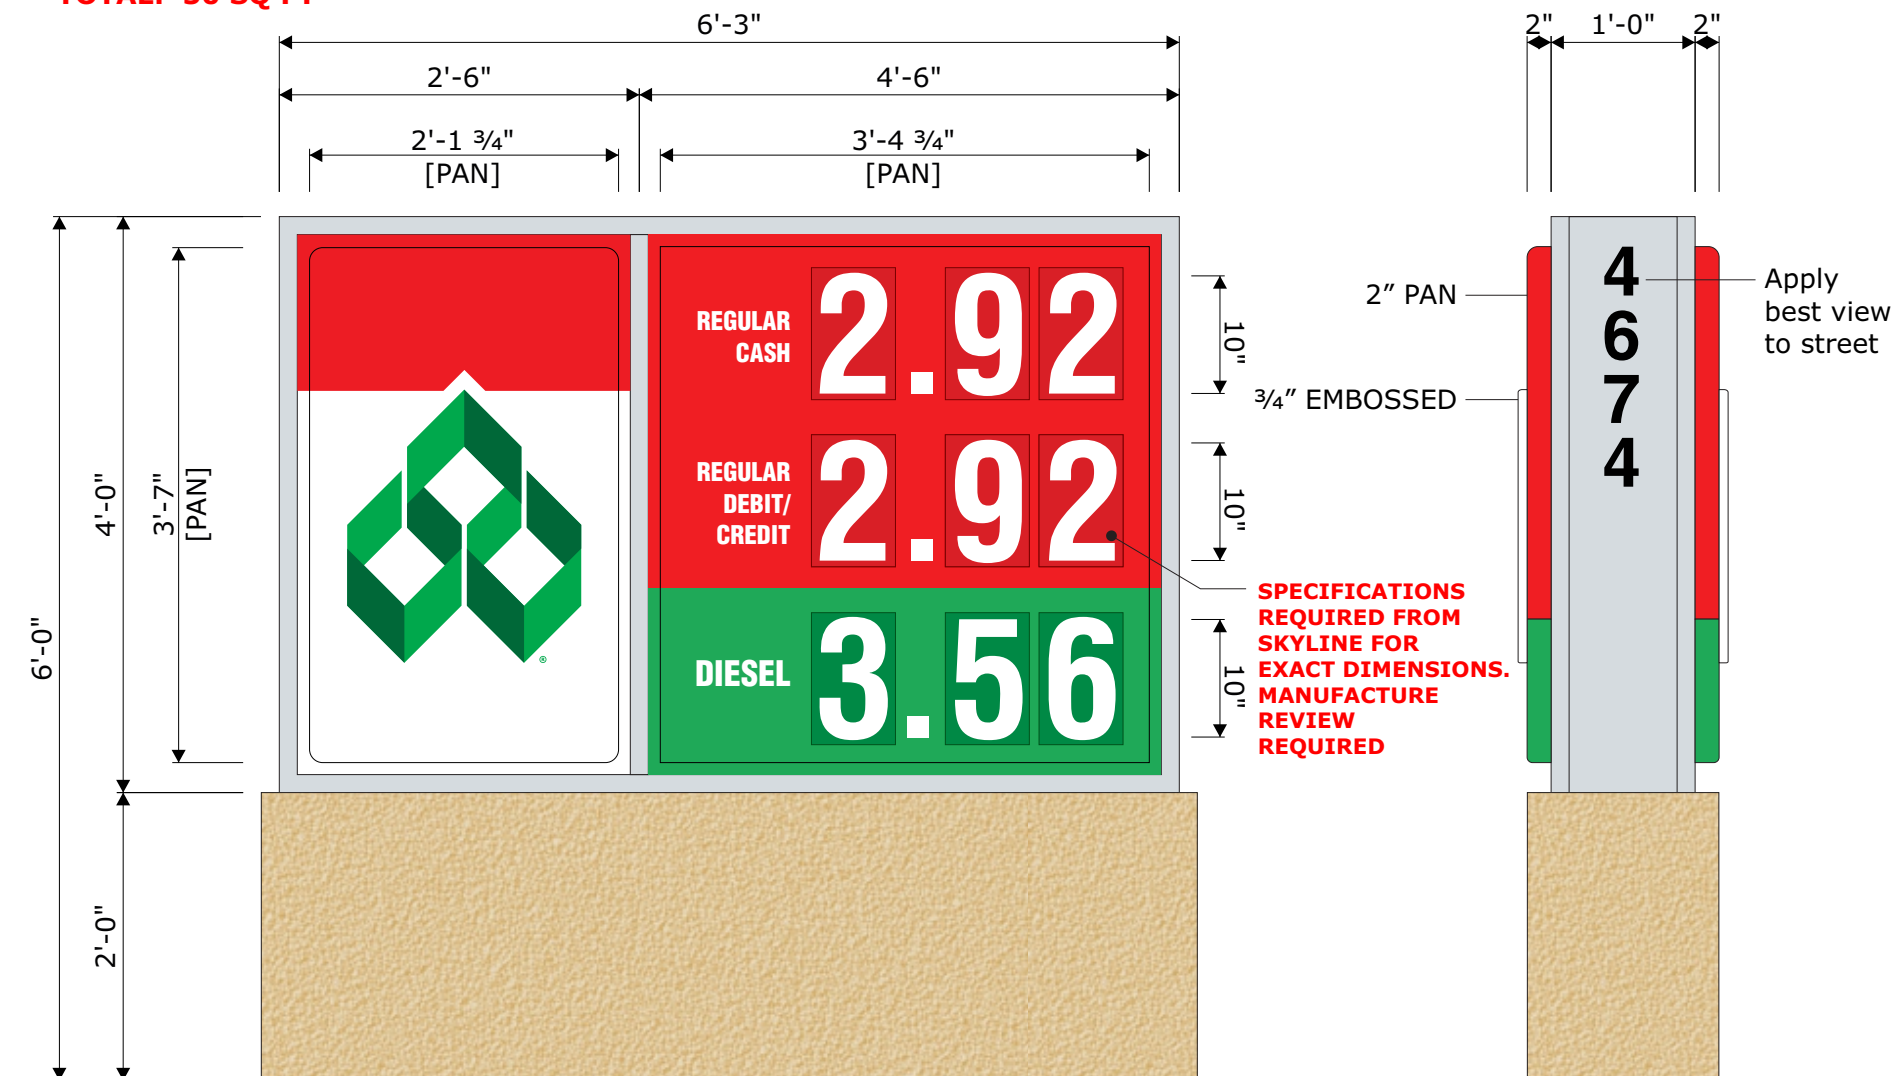 6'-3"
2'-6"
4'-6"
2'-1 ¾"
[PAN]
3'-4 ¾"
[PAN]
2"
1'-0"
2"
6'-0"
4'-0"
3'-7"
[PAN]
2'-0"
REGULAR
CASH
2.92
10"
REGULAR
DEBIT/
CREDIT
2.92
10"
DIESEL
3.56
10"
®
SPECIFICATIONS
REQUIRED FROM
SKYLINE FOR
EXACT DIMENSIONS.
MANUFACTURE
REVIEW
REQUIRED
2” PAN
¾” EMBOSSED
4
6
7
4
Apply
best view
to street